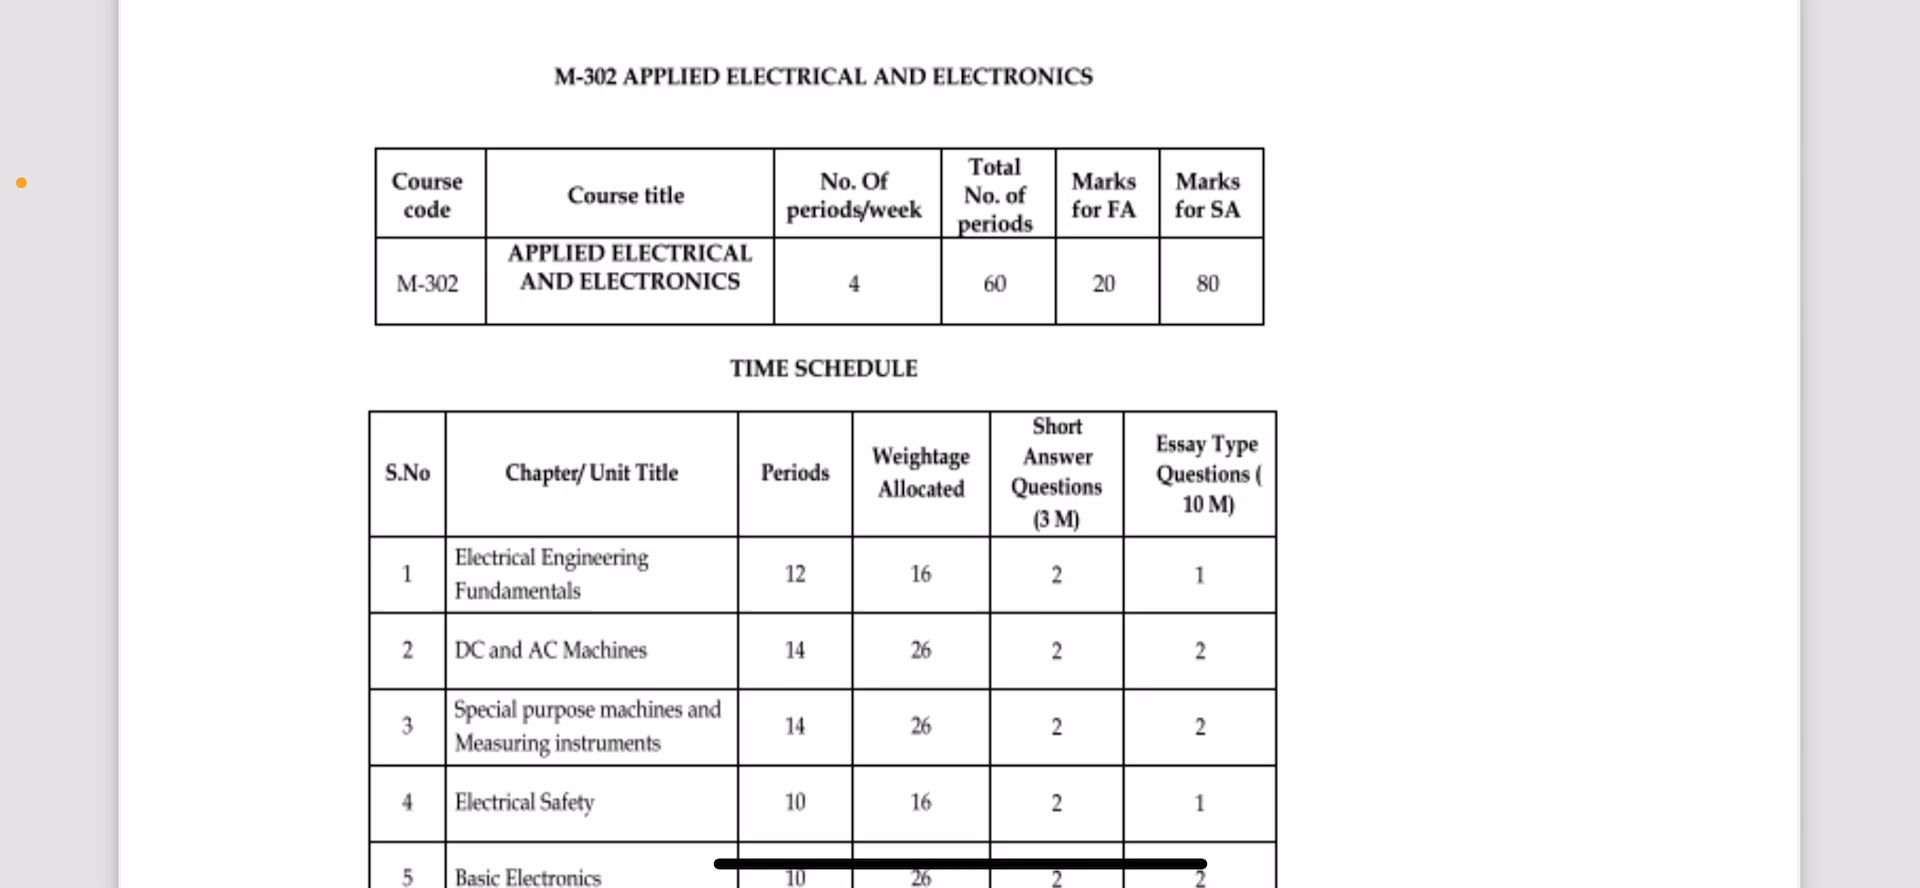 M-302 APPLIED ELECTRICAL AND ELECTRONICS
Course code | Course title | No. Of periods/week | Total No. of periods | Marks for FA | Marks for SA
M-302 | APPLIED ELECTRICAL AND ELECTRONICS | 4 | 60 | 20 | 80
TIME SCHEDULE
S.No | Chapter/ Unit Title | Periods | Weightage Allocated | Short Answer Questions (3 M) | Essay Type Questions ( 10 M)
1 | Electrical Engineering Fundamentals | 12 | 16 | 2 | 1
2 | DC and AC Machines | 14 | 26 | 2 | 2
3 | Special purpose machines and Measuring instruments | 14 | 26 | 2 | 2
4 | Electrical Safety | 10 | 16 | 2 | 1
5 | Basic Electronics | 10 | 26 | 2 | 2